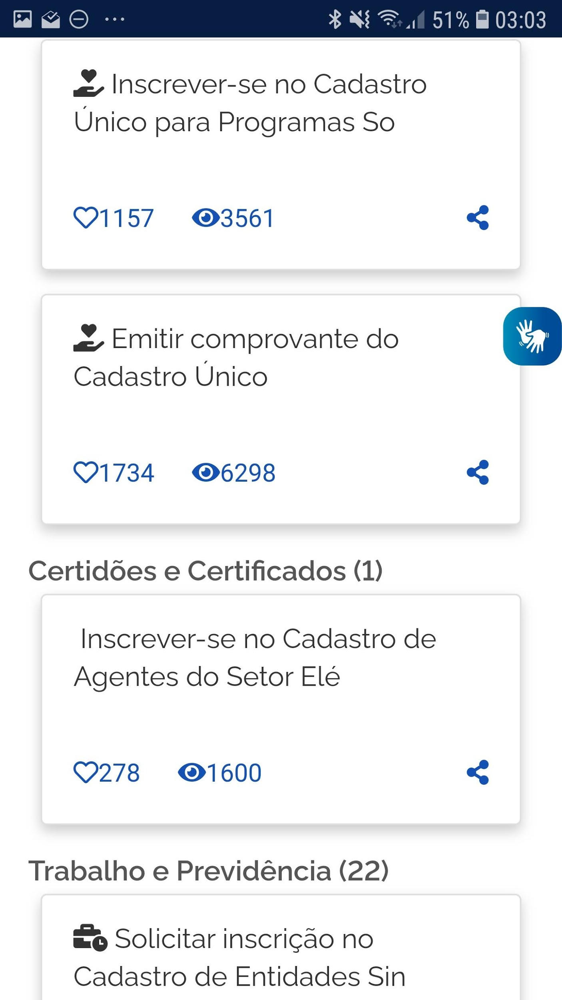 51% 03:03
Inscrever-se no Cadastro
Único para Programas So
1157 3561
Emitir comprovante do
Cadastro Único
1734 6298
Certidões e Certificados (1)
Inscrever-se no Cadastro de
Agentes do Setor Elé
278 1600
Trabalho e Previdência (22)
Solicitar inscrição no
Cadastro de Entidades Sin